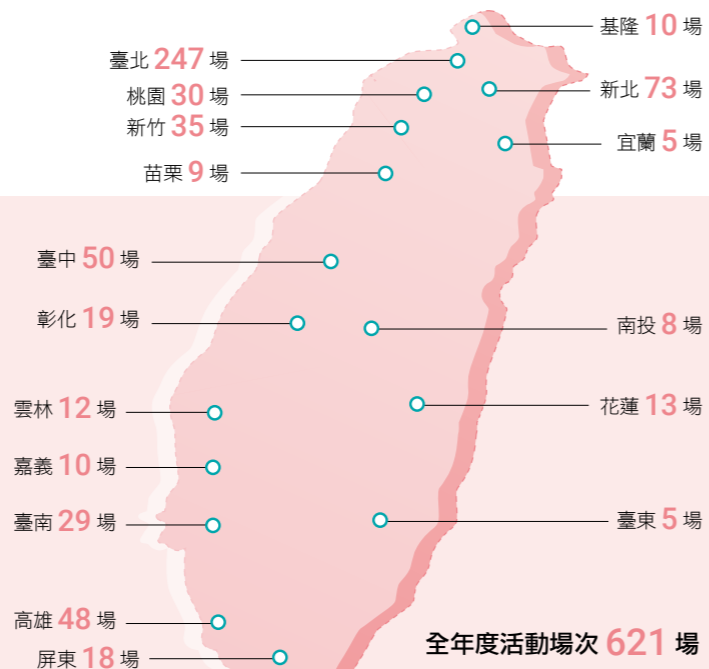 基隆 10 場
臺北 247 場
新北 73 場
桃園 30 場
新竹 35 場
宜蘭 5 場
苗栗 9 場
臺中 50 場
彰化 19 場
南投 8 場
雲林 12 場
花蓮 13 場
嘉義 10 場
臺南 29 場
臺東 5 場
高雄 48 場
全年度活動場次 621 場
屏東 18 場